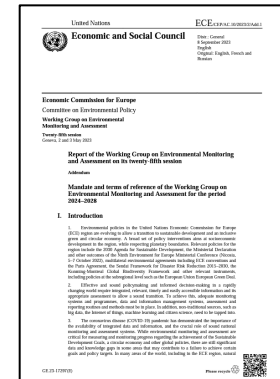 United Nations
ECE/CEP/AC.10/2023/2/Add.1
Economic and Social Council
Distr.: General
8 September 2023
English
Original: English, French and
Russian
Economic Commission for Europe
Committee on Environmental Policy
Working Group on Environmental
Monitoring and Assessment
Twenty-fifth session
Geneva, 2 and 3 May 2023
Report of the Working Group on Environmental Monitoring
and Assessment on its twenty-fifth session
Addendum
Mandate and terms of reference of the Working Group on
Environmental Monitoring and Assessment for the period
2024–2028
I. Introduction
1. Environmental policies in the United Nations Economic Commission for Europe
(ECE) region are evolving to allow a transition to sustainable development and an inclusive
green and circular economy. A broad set of policy interventions aims at socioeconomic
development in the region, while respecting planetary boundaries. Relevant policies for the
region include the 2030 Agenda for Sustainable Development, the Ministerial Declaration
and other outcomes of the Ninth Environment for Europe Ministerial Conference (Nicosia,
5–7 October 2022), multilateral environmental agreements including ECE conventions and
the Paris Agreement, the Sendai Framework for Disaster Risk Reduction 2015–2030, the
Kunming-Montreal Global Biodiversity Framework and other relevant instruments,
including policies at the subregional level such as the European Union European Green Deal.
2. Effective and sound policymaking and informed decision-making in a rapidly
changing world require integrated, relevant, timely and easily accessible information and its
appropriate assessment to allow a sound transition. To achieve this, adequate monitoring
systems and programmes, data and information management systems, assessment and
reporting routines and methods must be in place. In addition, non-traditional sources, such as
big data, the Internet of things, machine learning and citizen science, need to be tapped into.
3. The coronavirus disease (COVID-19) pandemic has demonstrated the importance of
the availability of integrated data and information, and the crucial role of sound national
monitoring and assessment systems. While environmental monitoring and assessment are
critical for measuring and managing progress regarding the achievement of the Sustainable
Development Goals, a circular economy and other global policies, there are still significant
data and knowledge gaps in some areas that may contribute to a failure to achieve certain
goals and policy targets. In many areas of the world, including in the ECE region, natural
GE.23-17297(E)
Please recycle